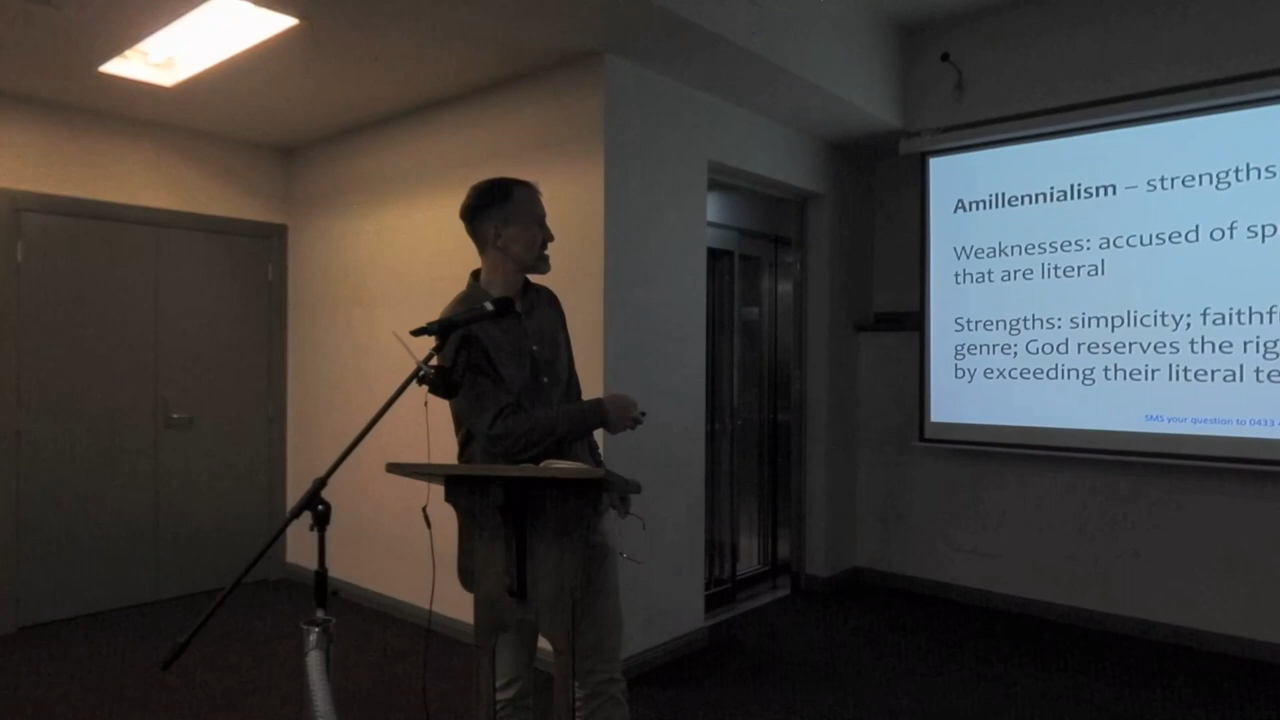 Amillennialism – strengths
Weaknesses: accused of sp
that are literal
Strengths: simplicity; faithf
genre; God reserves the rig
by exceeding their literal te
SMS your question to 0433 4